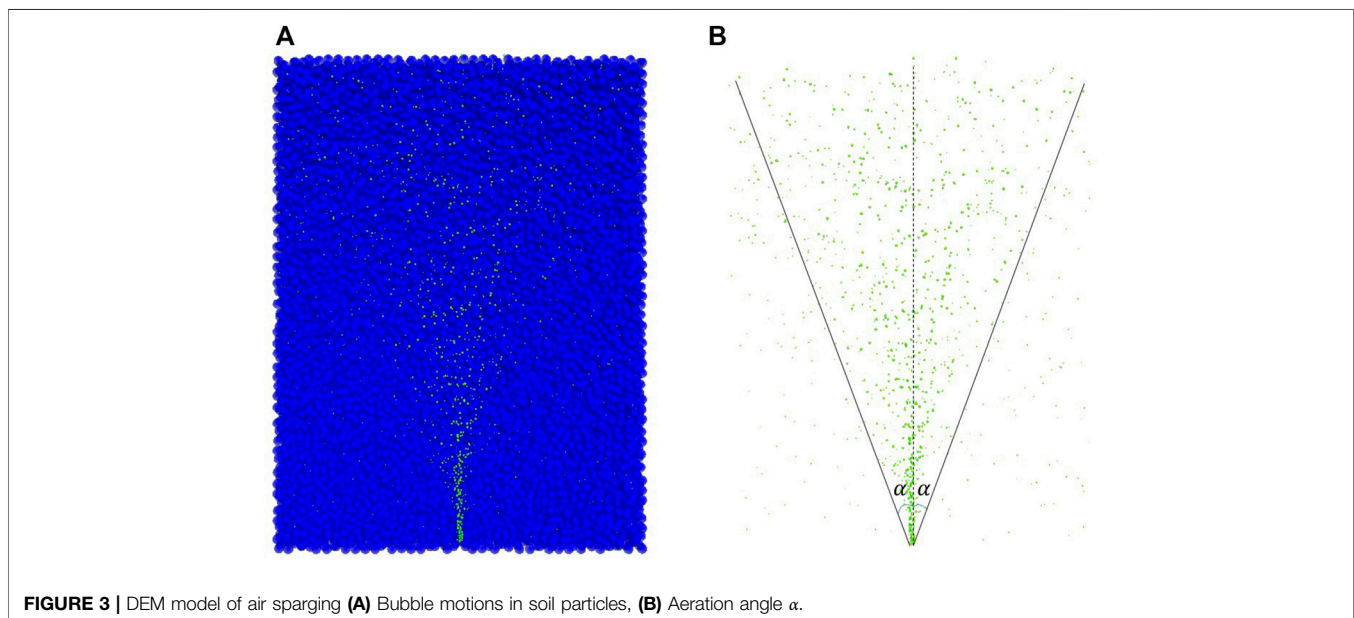 A
B
α α
FIGURE 3 | DEM model of air sparging (A) Bubble motions in soil particles, (B) Aeration angle α.